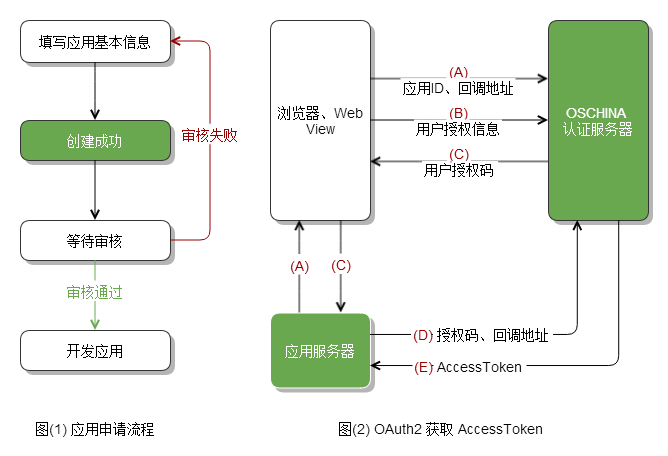 填写应用基本信息
创建成功
审核失败
等待审核
审核通过
开发应用
图(1) 应用申请流程
浏览器、Web
View
(A)
应用ID、回调地址
(B)
用户授权信息
(C)
用户授权码
OSCHINA
认证服务器
(A)
(C)
应用服务器
(D) 授权码、回调地址
(E) AccessToken
图(2) OAuth2 获取 AccessToken